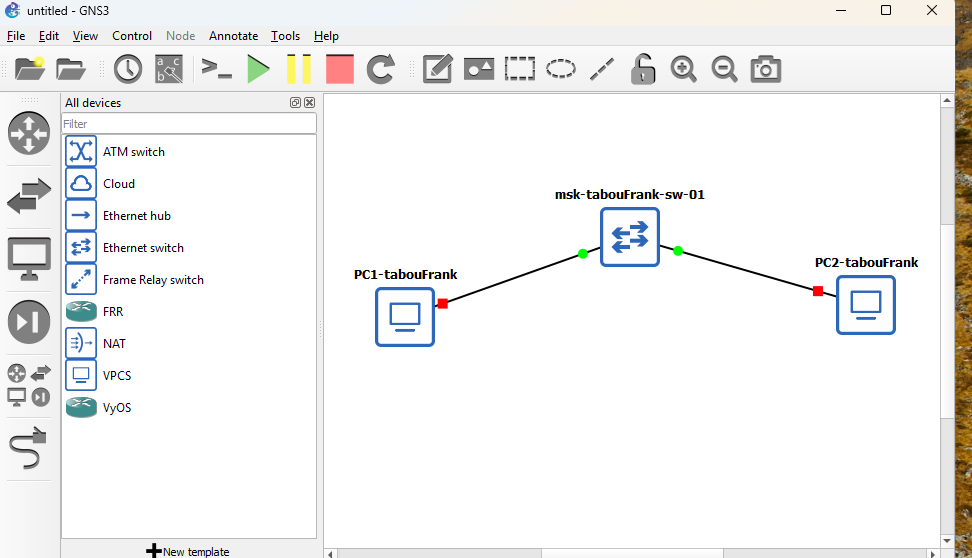 untitled - GNS3
File Edit View Control Node Annotate Tools Help
a b c
All devices
Filter
ATM switch
Cloud
Ethernet hub
Ethernet switch
Frame Relay switch
FRR
NAT
VPCS
VyOS
New template
msk-tabouFrank-sw-01
PC1-tabouFrank
PC2-tabouFrank